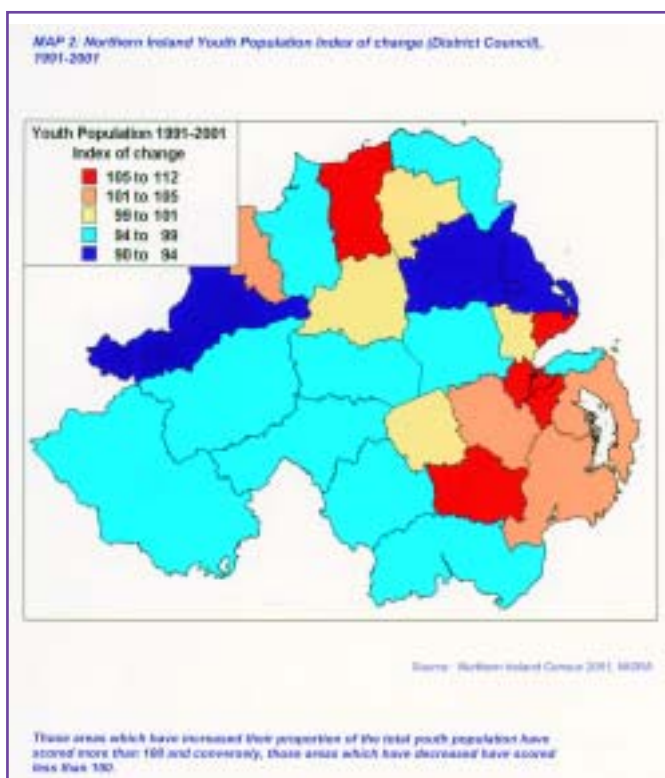 MAP 2: Northern Ireland Youth Population Index of change (District Council),
1991-2001
Youth Population 1991-2001
Index of change
105 to 112
101 to 105
99 to 101
94 to 99
90 to 94
Source: Northern Ireland Census 2001, NISRA
Those areas which have increased their proportion of the total youth population have
scored more than 100 and conversely, those areas which have decreased have scored
less than 100.